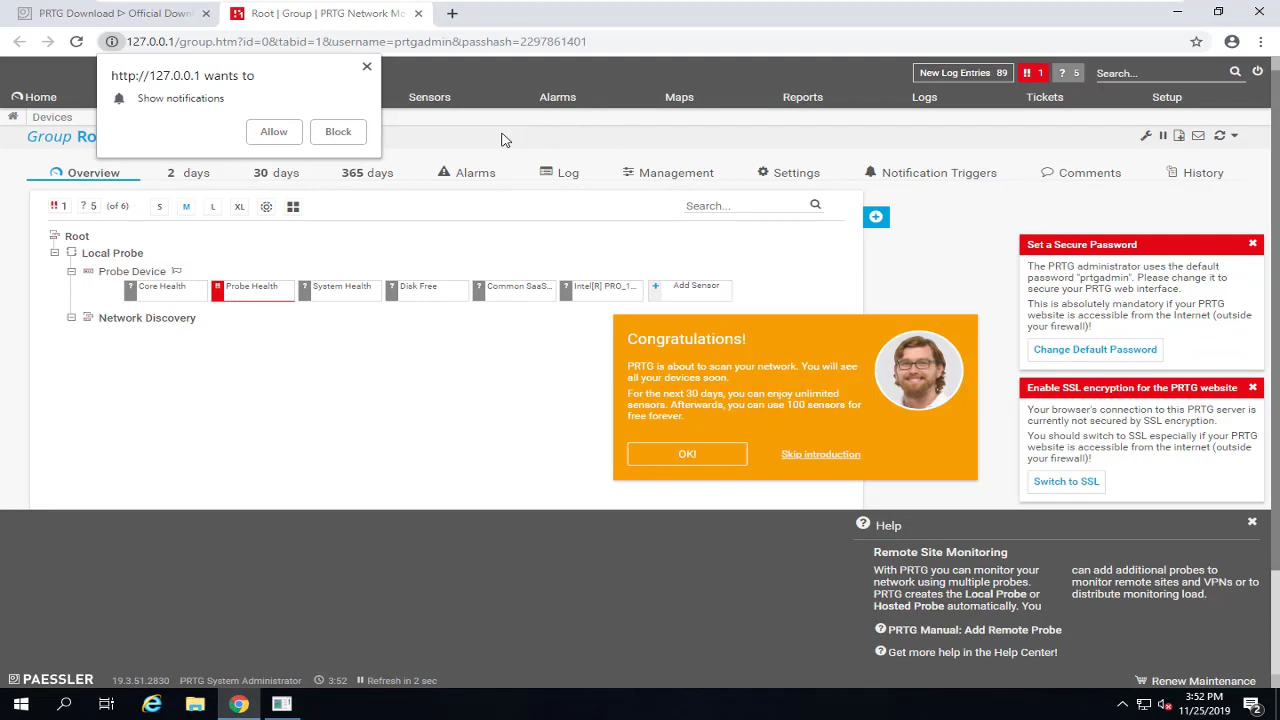 PRTG Download ⊳ Official Down
Root | Group | PRTG Network Mo
127.0.0.1/group.htm?id=0&tabid=1&username=prtgadmin&passhash=2297861401
http://127.0.0.1 wants to
Show notifications
Allow Block
New Log Entries 89 !! 1 ? 5 Search...
Home Sensors Alarms Maps Reports Logs Tickets Setup
Devices
Group Ro
Overview 2 days 30 days 365 days Alarms Log Management Settings Notification Triggers Comments History
!! 1 ? 5 (of 6) S M L XL Search...
Root
Local Probe
Probe Device
? Core Health !! Probe Health ? System Health ? Disk Free ? Common SaaS... ? Intel[R] PRO_1... + Add Sensor
Network Discovery
Congratulations!
PRTG is about to scan your network. You will see
all your devices soon.
For the next 30 days, you can enjoy unlimited
sensors. Afterwards, you can use 100 sensors for
free forever.
OK! Skip introduction
Set a Secure Password
The PRTG administrator uses the default
password "prtgadmin". Please change it to
secure your PRTG web interface.
This is absolutely mandatory if your PRTG
website is accessible from the Internet (outside
your firewall)!
Change Default Password
Enable SSL encryption for the PRTG website
Your browser's connection to this PRTG server is
currently not secured by SSL encryption.
You should switch to SSL especially if your PRTG
website is accessible from the internet (outside
your firewall)!
Switch to SSL
Help
Remote Site Monitoring
With PRTG you can monitor your
network using multiple probes.
PRTG creates the Local Probe or
Hosted Probe automatically. You
can add additional probes to
monitor remote sites and VPNs or to
distribute monitoring load.
PRTG Manual: Add Remote Probe
Get more help in the Help Center!
PAESSLER 19.3.51.2830 PRTG System Administrator 3:52 Refresh in 2 sec Renew Maintenance
3:52 PM
11/25/2019
2